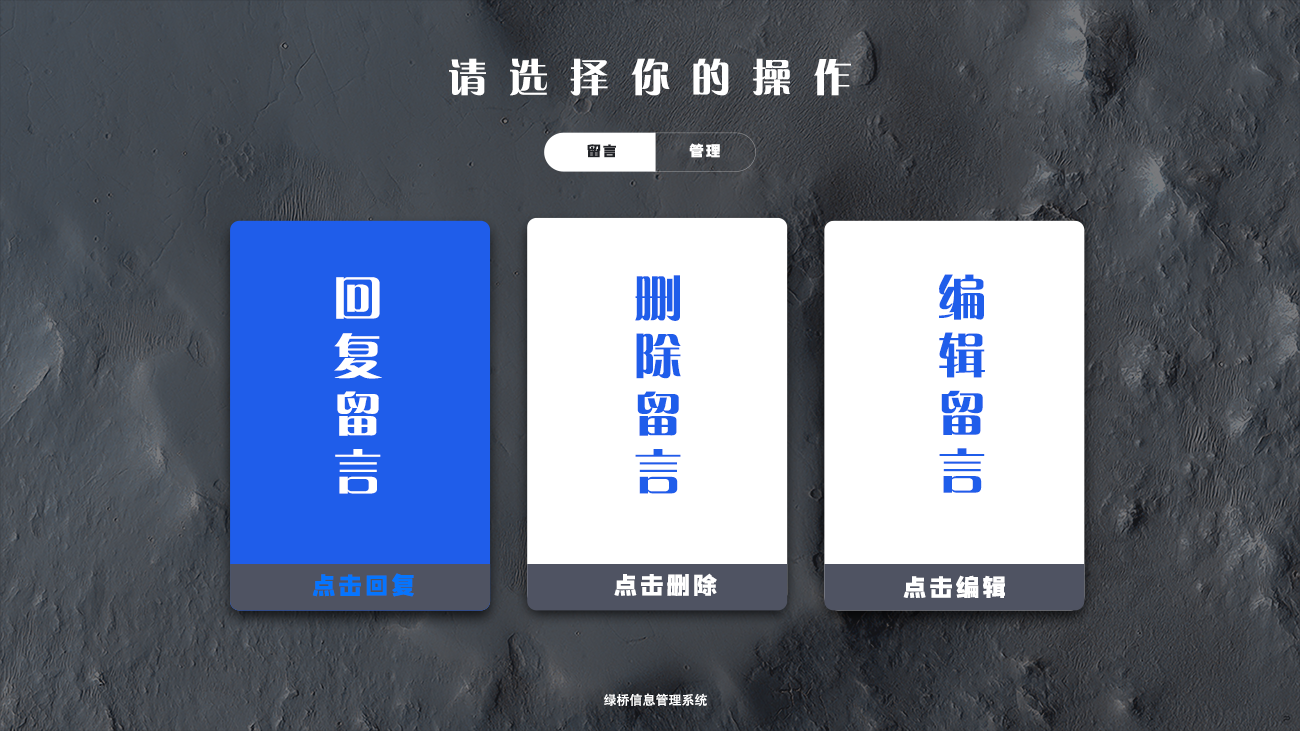 请选择你的操作
留言
管理
回复留言
点击回复
删除留言
点击删除
编辑留言
点击编辑
绿桥信息管理系统